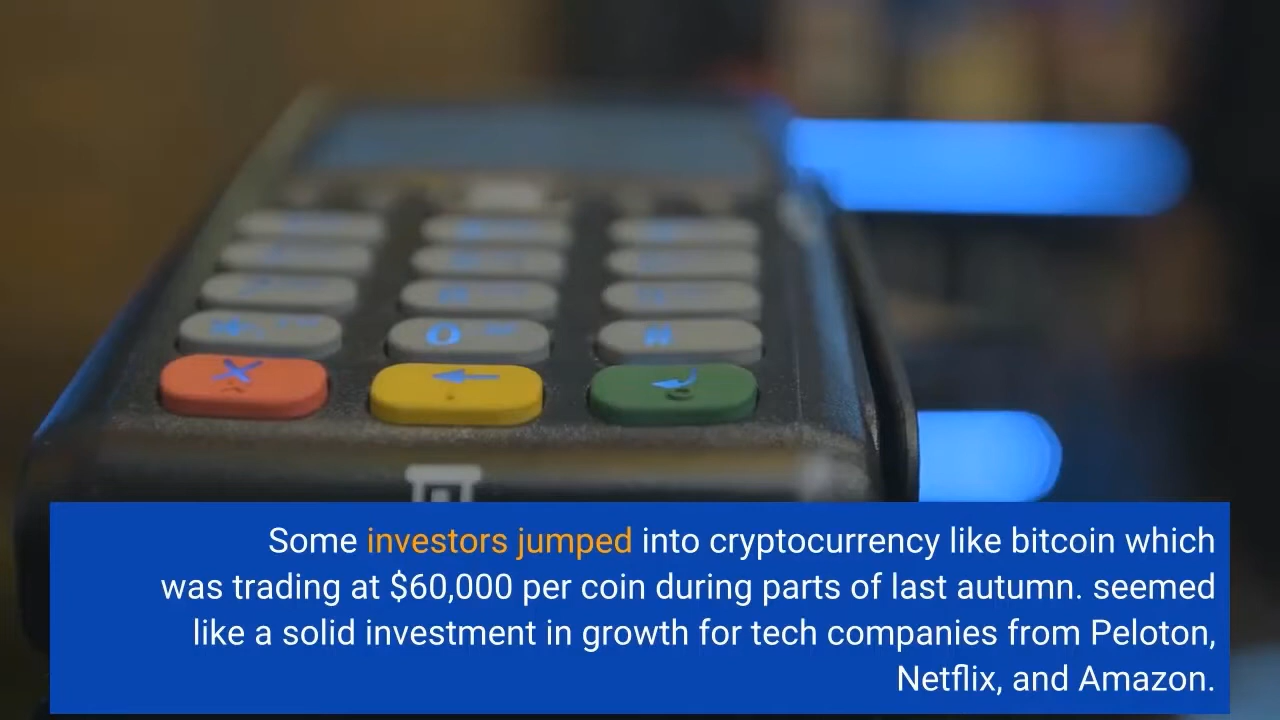 Some investors jumped into cryptocurrency like bitcoin which
was trading at $60,000 per coin during parts of last autumn. seemed
like a solid investment in growth for tech companies from Peloton,
Netflix, and Amazon.